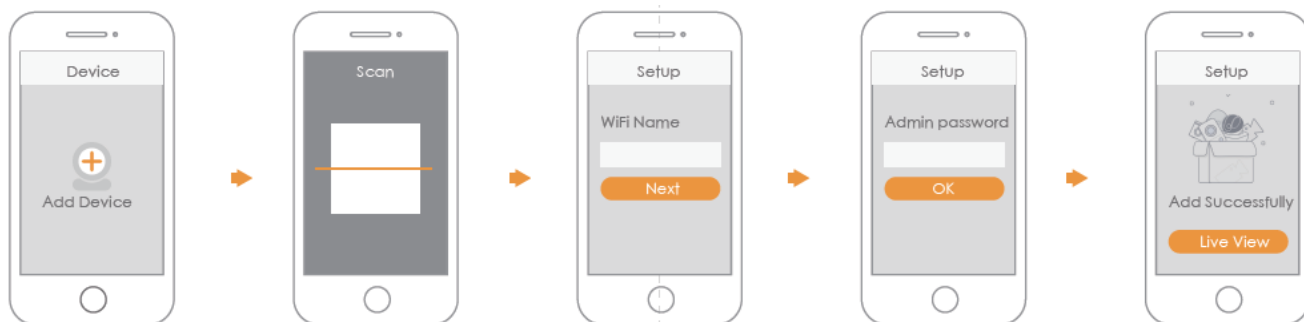 Device
Add Device
Scan
Setup
WiFi Name
Next
Setup
Admin password
OK
Setup
Add Successfully
Live View